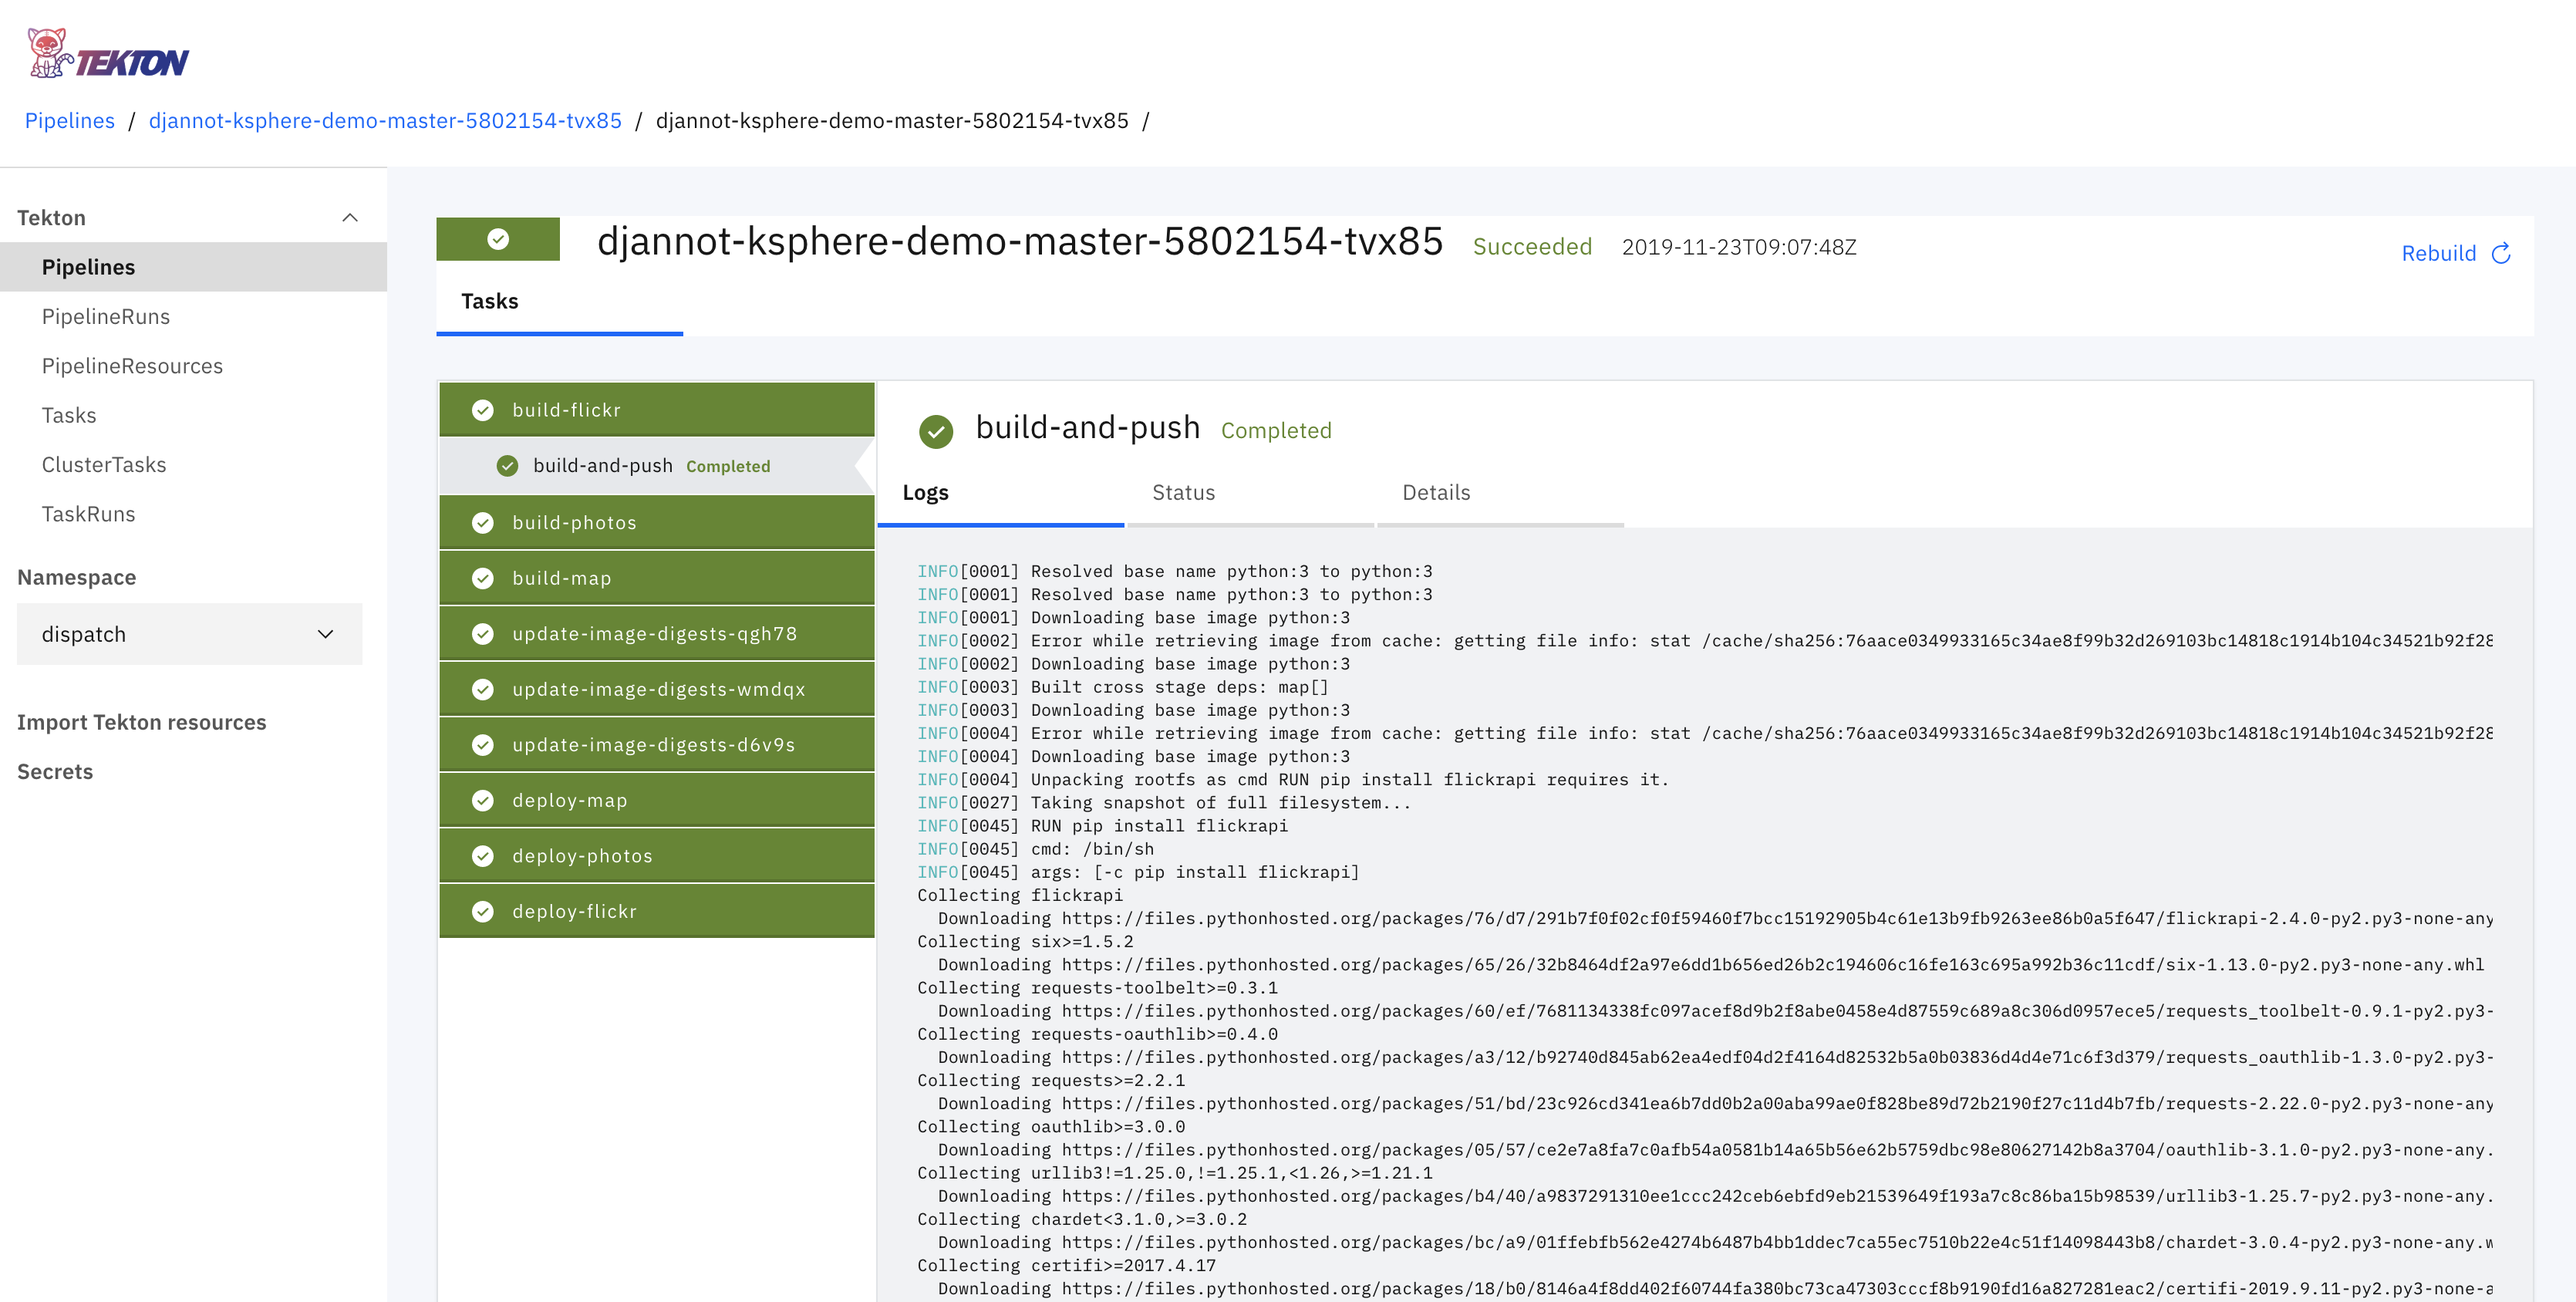 TEKTON
Pipelines / djannot-ksphere-demo-master-5802154-tvx85 / djannot-ksphere-demo-master-5802154-tvx85 /
Tekton
Pipelines
PipelineRuns
PipelineResources
Tasks
ClusterTasks
TaskRuns
Namespace
dispatch
Import Tekton resources
Secrets
djannot-ksphere-demo-master-5802154-tvx85 Succeeded 2019-11-23T09:07:48Z
Rebuild
Tasks
build-flickr
build-and-push Completed
build-photos
build-map
update-image-digests-qgh78
update-image-digests-wmdqx
update-image-digests-d6v9s
deploy-map
deploy-photos
deploy-flickr
build-and-push Completed
Logs Status Details
INFO[0001] Resolved base name python:3 to python:3
INFO[0001] Resolved base name python:3 to python:3
INFO[0001] Downloading base image python:3
INFO[0002] Error while retrieving image from cache: getting file info: stat /cache/sha256:76aace0349933165c34ae8f99b32d269103bc14818c1914b104c34521b92f28
INFO[0002] Downloading base image python:3
INFO[0003] Built cross stage deps: map[]
INFO[0003] Downloading base image python:3
INFO[0004] Error while retrieving image from cache: getting file info: stat /cache/sha256:76aace0349933165c34ae8f99b32d269103bc14818c1914b104c34521b92f28
INFO[0004] Downloading base image python:3
INFO[0004] Unpacking rootfs as cmd RUN pip install flickrapi requires it.
INFO[0027] Taking snapshot of full filesystem...
INFO[0045] RUN pip install flickrapi
INFO[0045] cmd: /bin/sh
INFO[0045] args: [-c pip install flickrapi]
Collecting flickrapi
Downloading https://files.pythonhosted.org/packages/76/d7/291b7f0f02cf0f59460f7bcc15192905b4c61e13b9fb9263ee86b0a5f647/flickrapi-2.4.0-py2.py3-none-any
Collecting six>=1.5.2
Downloading https://files.pythonhosted.org/packages/65/26/32b8464df2a97e6dd1b656ed26b2c194606c16fe163c695a992b36c11cdf/six-1.13.0-py2.py3-none-any.whl
Collecting requests-toolbelt>=0.3.1
Downloading https://files.pythonhosted.org/packages/60/ef/7681134338fc097acef8d9b2f8abe0458e4d87559c689a8c306d0957ece5/requests_toolbelt-0.9.1-py2.py3-
Collecting requests-oauthlib>=0.4.0
Downloading https://files.pythonhosted.org/packages/a3/12/b92740d845ab62ea4edf04d2f4164d82532b5a0b03836d4d4e71c6f3d379/requests_oauthlib-1.3.0-py2.py3-
Collecting requests>=2.2.1
Downloading https://files.pythonhosted.org/packages/51/bd/23c926cd341ea6b7dd0b2a00aba99ae0f828be89d72b2190f27c11d4b7fb/requests-2.22.0-py2.py3-none-any
Collecting oauthlib>=3.0.0
Downloading https://files.pythonhosted.org/packages/05/57/ce2e7a8fa7c0afb54a0581b14a65b56e62b5759dbc98e80627142b8a3704/oauthlib-3.1.0-py2.py3-none-any.
Collecting urllib3!=1.25.0,!=1.25.1,<1.26,>=1.21.1
Downloading https://files.pythonhosted.org/packages/b4/40/a9837291310ee1ccc242ceb6ebfd9eb21539649f193a7c8c86ba15b98539/urllib3-1.25.7-py2.py3-none-any.
Collecting chardet<3.1.0,>=3.0.2
Downloading https://files.pythonhosted.org/packages/bc/a9/01ffebfb562e4274b6487b4bb1ddec7ca55ec7510b22e4c51f14098443b8/chardet-3.0.4-py2.py3-none-any.w
Collecting certifi>=2017.4.17
Downloading https://files.pythonhosted.org/packages/18/b0/8146a4f8dd402f60744fa380bc73ca47303cccf8b9190fd16a827281eac2/certifi-2019.9.11-py2.py3-none-a